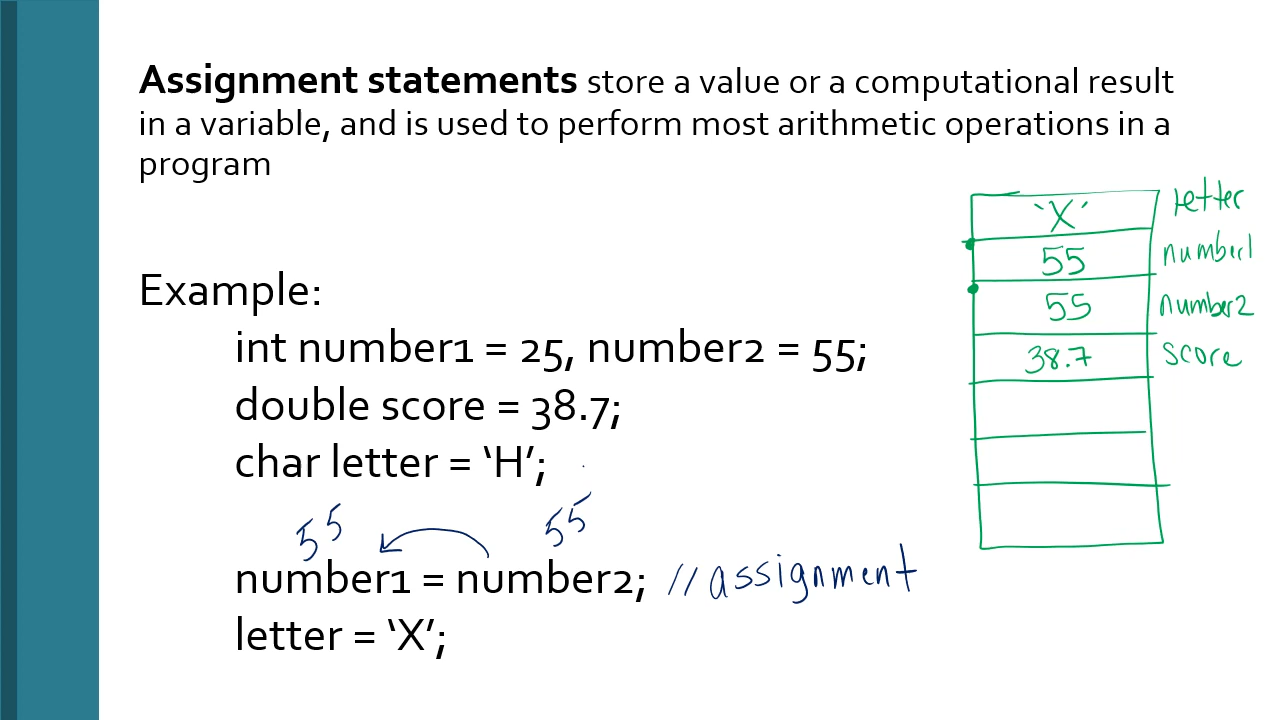 Assignment statements store a value or a computational result
in a variable, and is used to perform most arithmetic operations in a
program
‘X’ letter
55 number1
Example:
55 number2
int number1 = 25, number2 = 55;
38.7 score
double score = 38.7;
char letter = ‘H’;
55 55
number1 = number2; // assignment
letter = ‘X’;